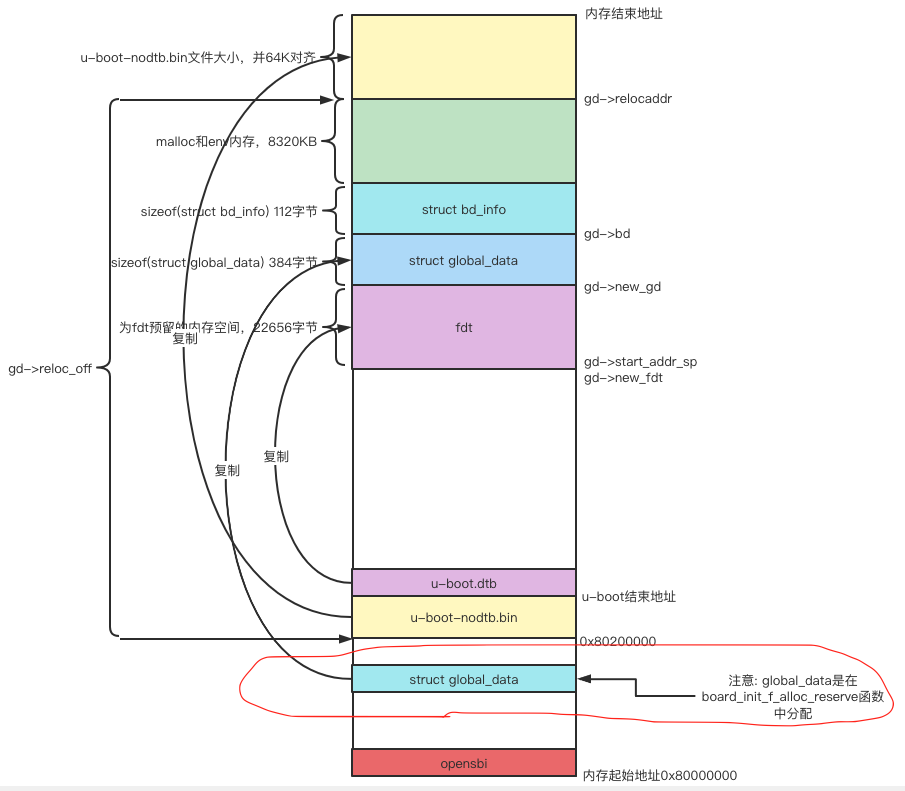 内存结束地址
u-boot-nodtb.bin文件大小，并64K对齐
gd->relocaddr
malloc和env内存，8320KB
sizeof(struct bd_info) 112字节
struct bd_info
gd->bd
sizeof(struct global_data) 384字节
struct global_data
gd->new_gd
为fdt预留的内存空间，22656字节
fdt
复制
gd->start_addr_sp
gd->reloc_off
gd->new_fdt
复制
复制
u-boot.dtb
u-boot结束地址
u-boot-nodtb.bin
0x80200000
struct global_data
注意: global_data是在
board_init_f_alloc_reserve函数
中分配
opensbi
内存起始地址0x80000000